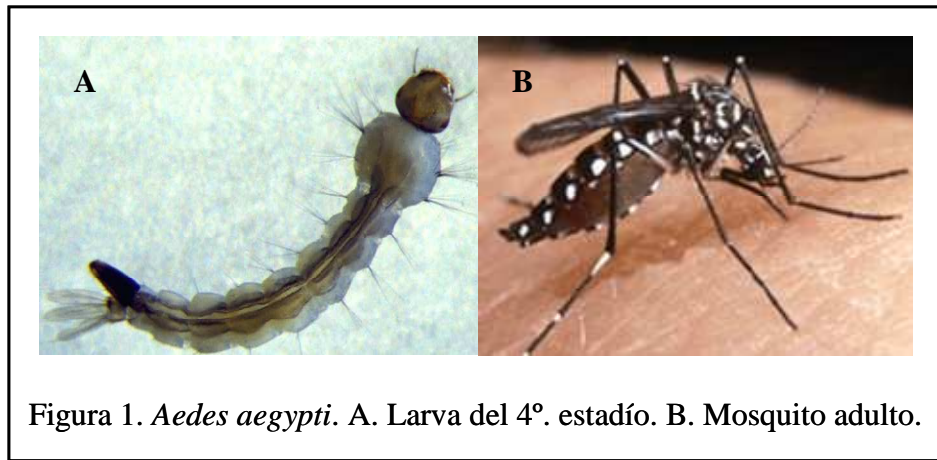 A
B
Figura 1. Aedes aegypti. A. Larva del 4º. estadío. B. Mosquito adulto.